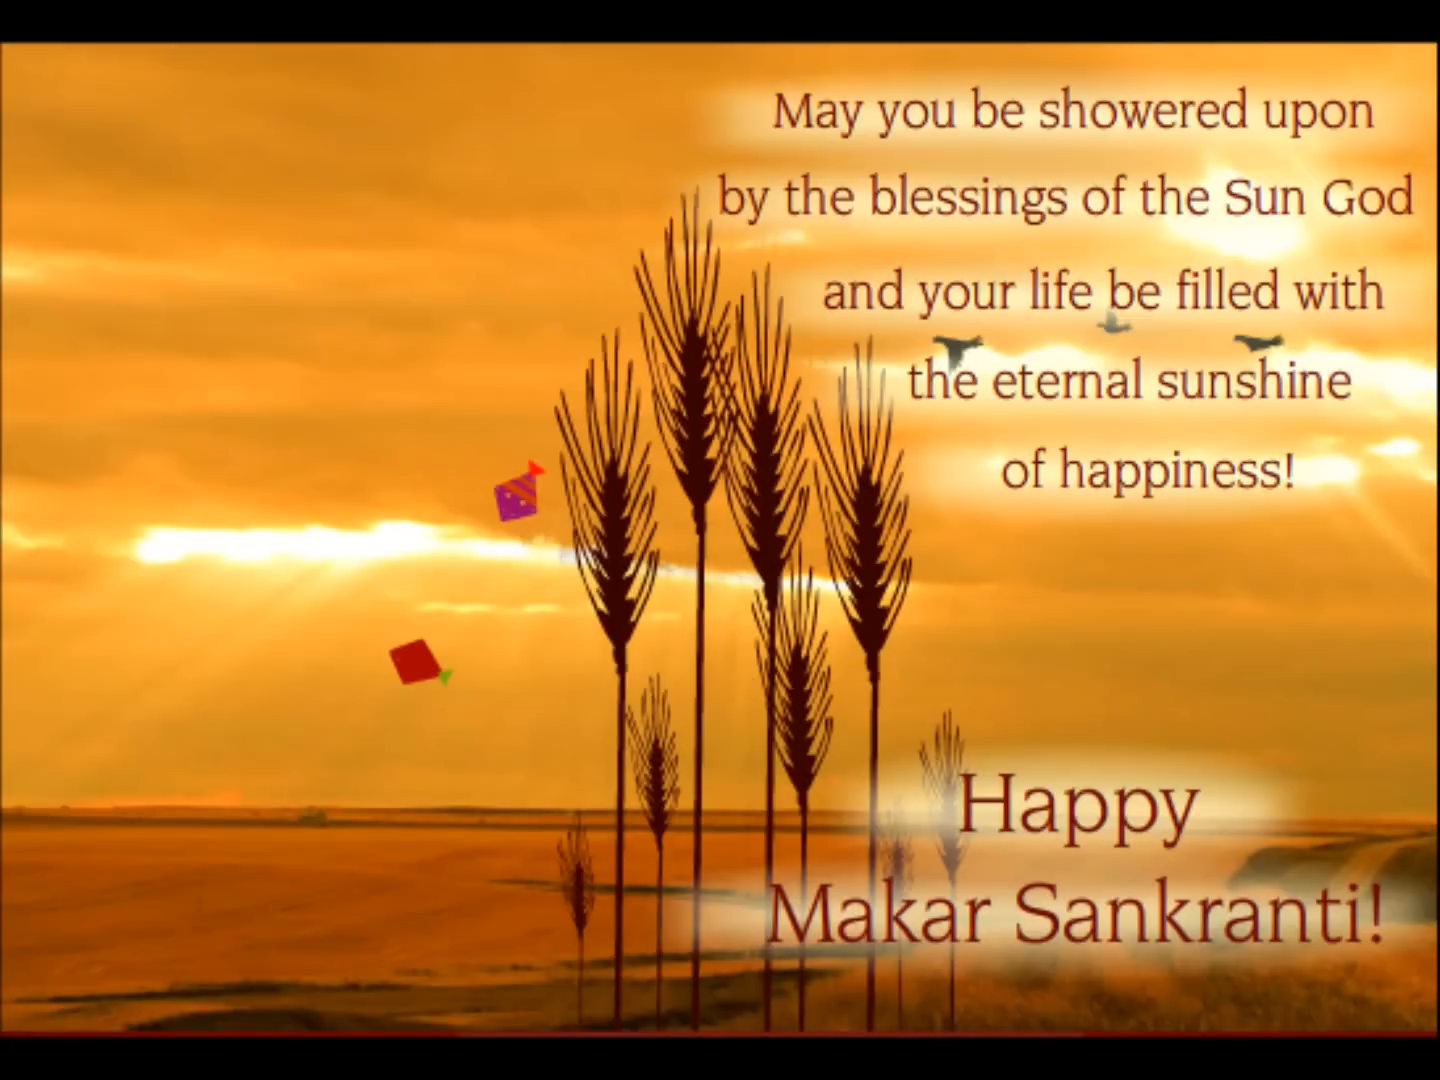 May you be showered upon
by the blessings of the Sun God
and your life be filled with
the eternal sunshine
of happiness!
Happy
Makar Sankranti!